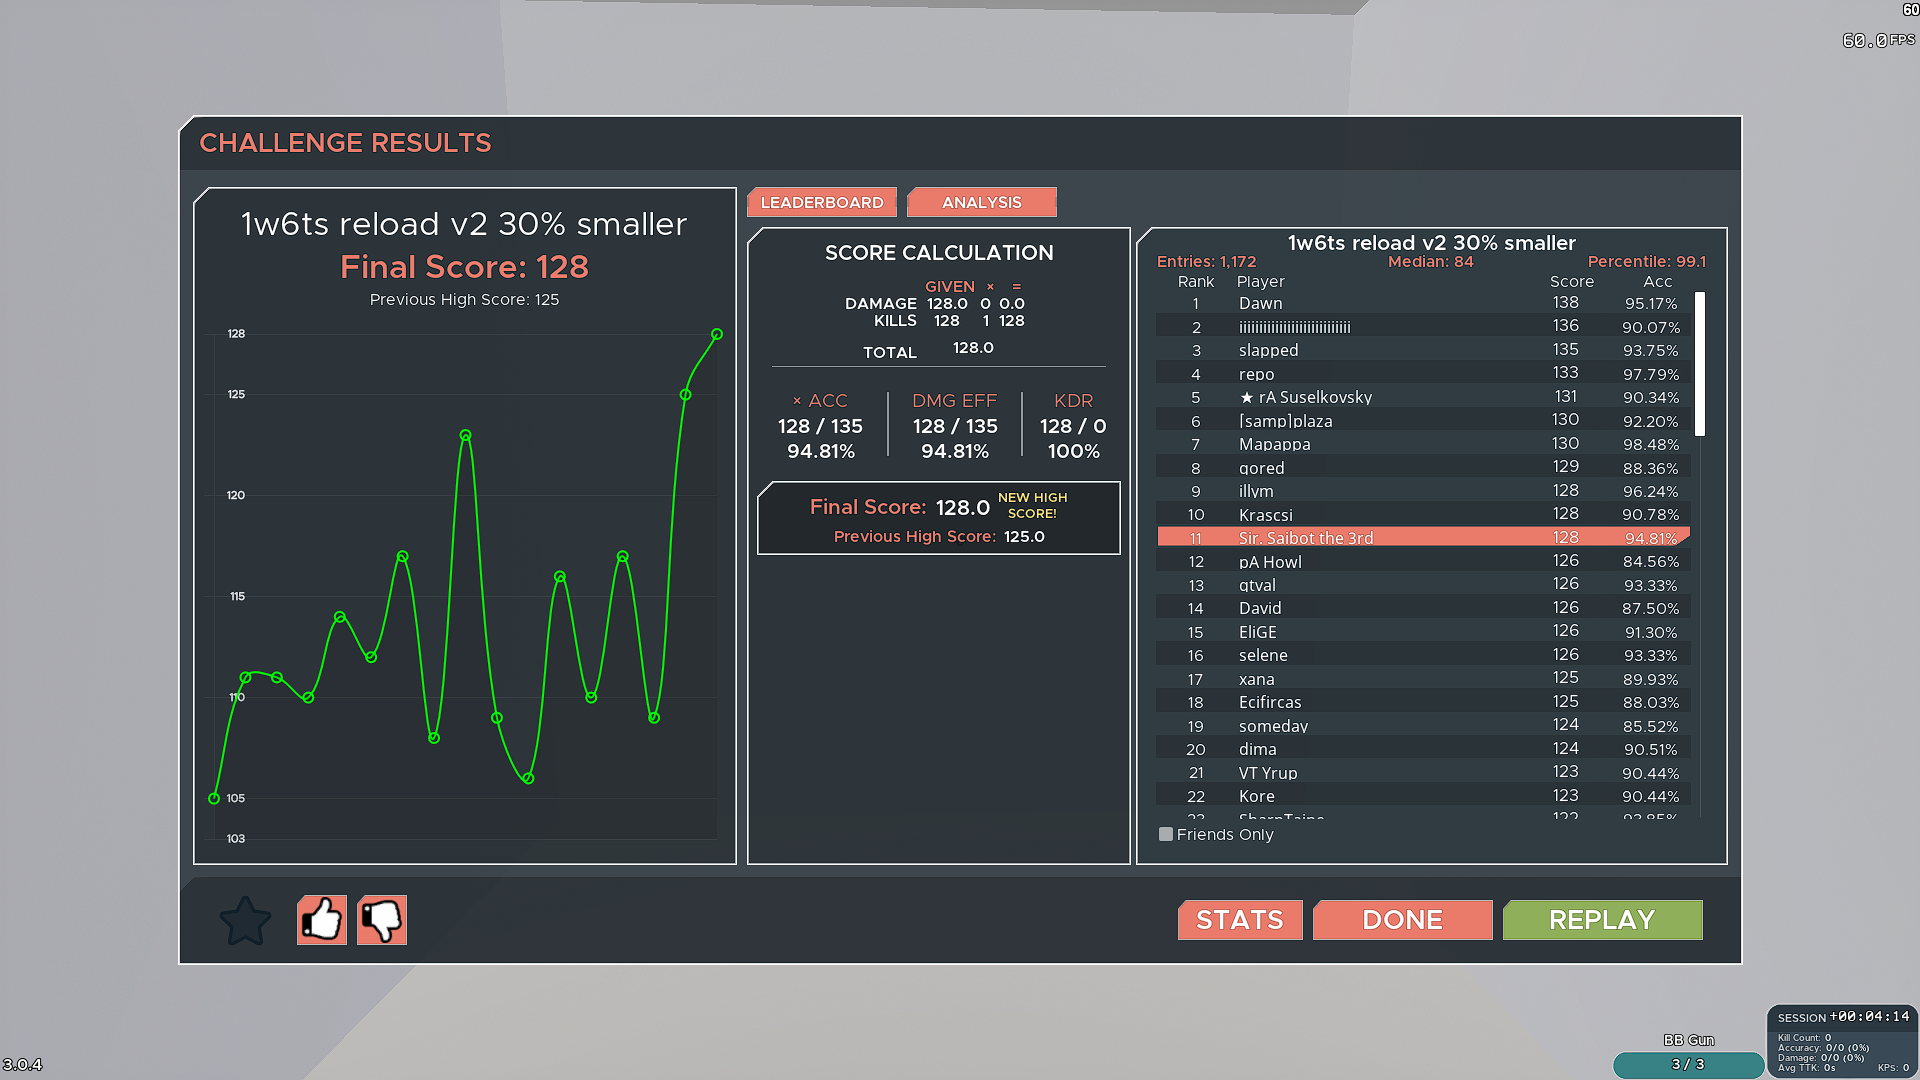 60
60.0 FPS
CHALLENGE RESULTS
1w6ts reload v2 30% smaller
Final Score: 128
Previous High Score: 125
128
125
120
115
110
105
103
LEADERBOARD
ANALYSIS
SCORE CALCULATION
GIVEN × =
DAMAGE 128.0 0 0.0
KILLS 128 1 128
TOTAL 128.0
× ACC DMG EFF KDR
128 / 135 128 / 135 128 / 0
94.81% 94.81% 100%
Final Score: 128.0 NEW HIGH SCORE!
Previous High Score: 125.0
1w6ts reload v2 30% smaller
Entries: 1,172 Median: 84 Percentile: 99.1
Rank Player Score Acc
1 Dawn 138 95.17%
2 136 90.07%
3 slapped 135 93.75%
4 repo 133 97.79%
5 ★ rA Suselkovsky 131 90.34%
6 [samp]plaza 130 92.20%
7 Mapappa 130 98.48%
8 gored 129 88.36%
9 illym 128 96.24%
10 Krascsi 128 90.78%
11 Sir. Saibot the 3rd 128 94.81%
12 pA Howl 126 84.56%
13 126 93.33%
14 David 126 87.50%
15 EliGE 126 91.30%
16 selene 126 93.33%
17 xana 125 89.93%
18 Ecifircas 125 88.03%
19 someday 124 85.52%
20 dima 124 90.51%
21 VT Yrup 123 90.44%
22 Kore 123 90.44%
Friends Only
STATS
DONE
REPLAY
3.0.4
BB Gun
3 / 3
SESSION +00:04:14
Kill Count: 0
Accuracy: 0/0 (0%)
Damage: 0/0 (0%)
Avg TTK: 0s KPs: 0